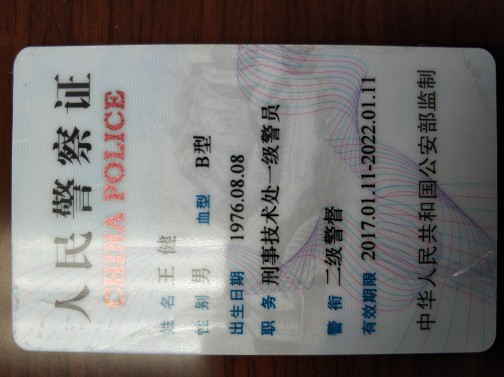 人民警察证
CHINA POLICE
姓名 王健
性别 男 血型 B型
出生日期 1976.08.08
职务 刑事技术处一级警员
警衔 二级警督
有效期限 2017.01.11-2022.01.11
中华人民共和国公安部监制